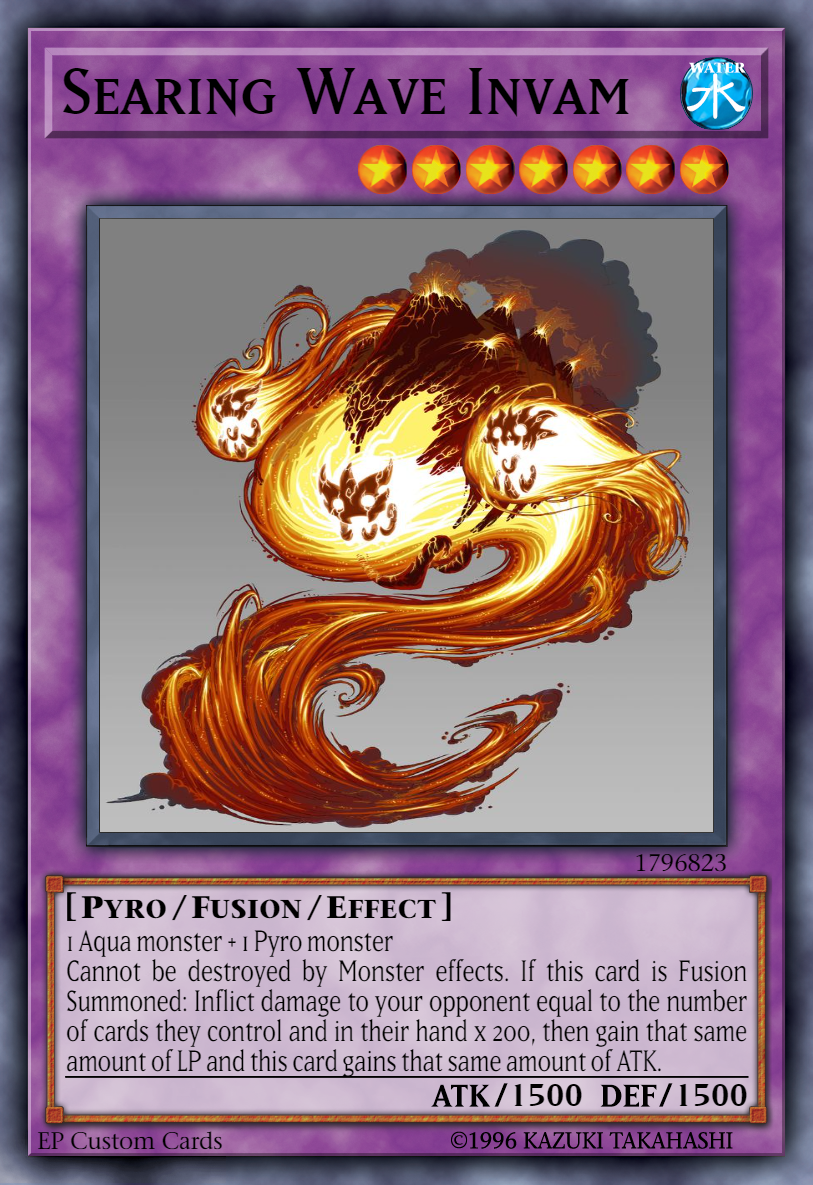 Searing Wave Invam
WATER
水
1796823
[ Pyro / Fusion / Effect ]
1 Aqua monster + 1 Pyro monster
Cannot be destroyed by Monster effects. If this card is Fusion
Summoned: Inflict damage to your opponent equal to the number
of cards they control and in their hand x 200, then gain that same
amount of LP and this card gains that same amount of ATK.
ATK/1500 DEF/1500
EP Custom Cards
©1996 KAZUKI TAKAHASHI